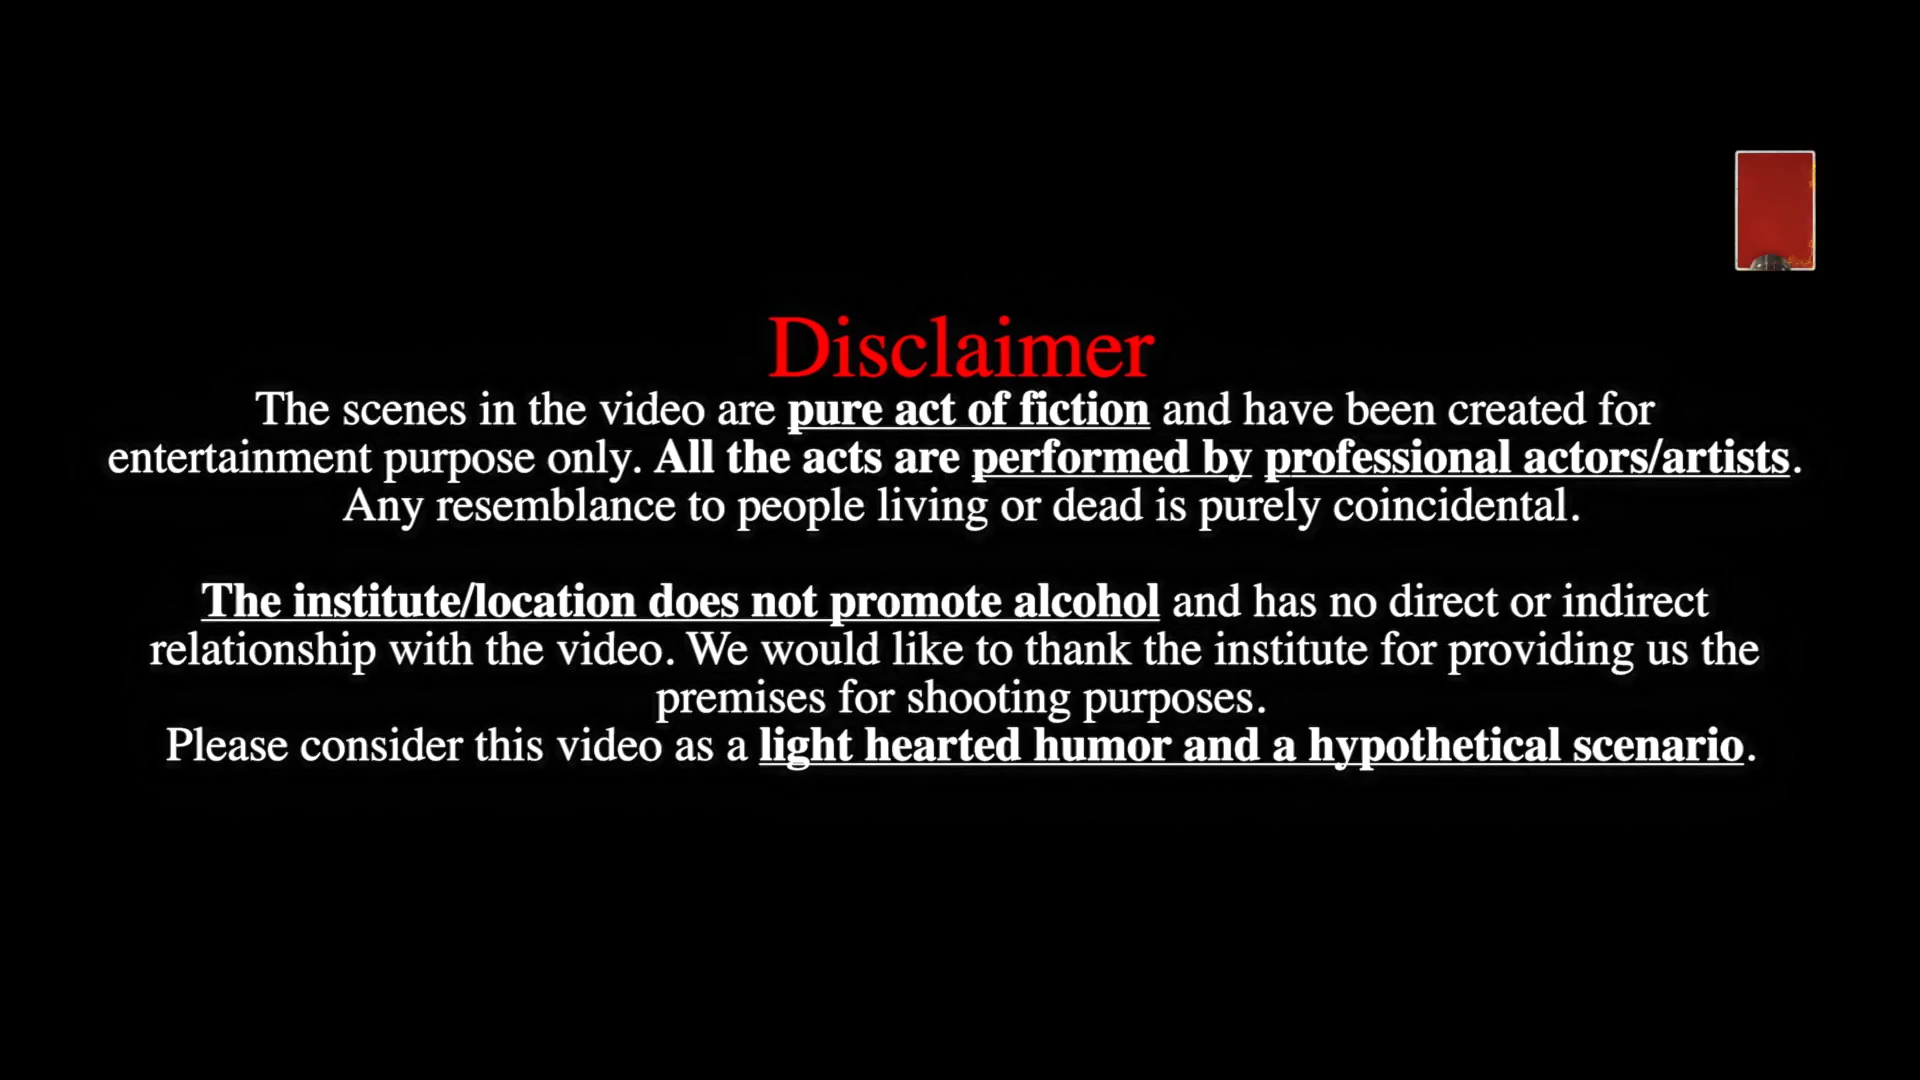 Disclaimer
The scenes in the video are pure act of fiction and have been created for
entertainment purpose only. All the acts are performed by professional actors/artists.
Any resemblance to people living or dead is purely coincidental.
The institute/location does not promote alcohol and has no direct or indirect
relationship with the video. We would like to thank the institute for providing us the
premises for shooting purposes.
Please consider this video as a light hearted humor and a hypothetical scenario.